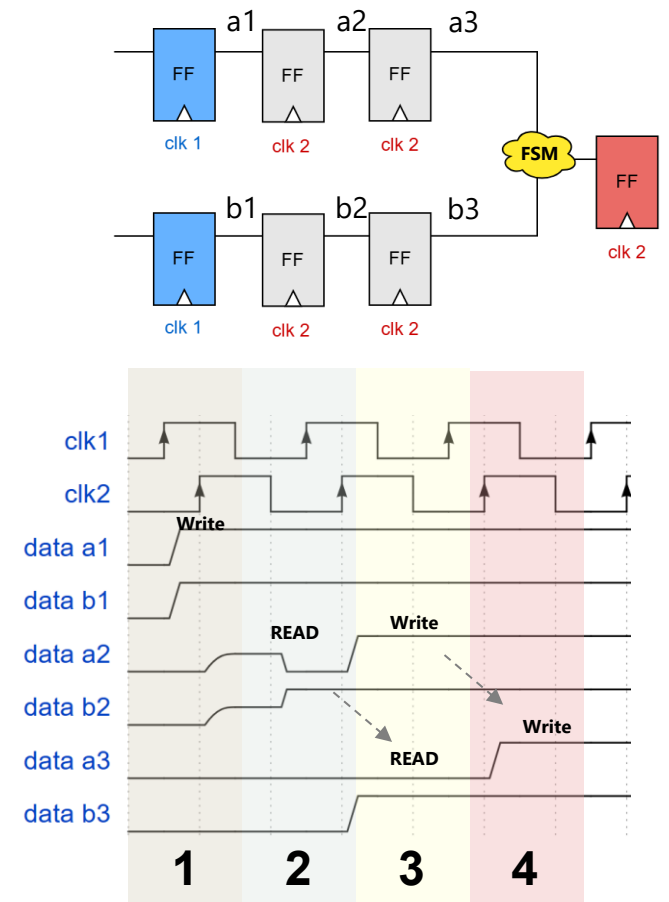 a1 a2 a3
FF FF FF
clk 1 clk 2 clk 2
FSM
FF
clk 2
b1 b2 b3
FF FF FF
clk 1 clk 2 clk 2
clk1
clk2
Write
data a1
data b1
READ Write
data a2
data b2
Write
data a3
READ
data b3
1 2 3 4